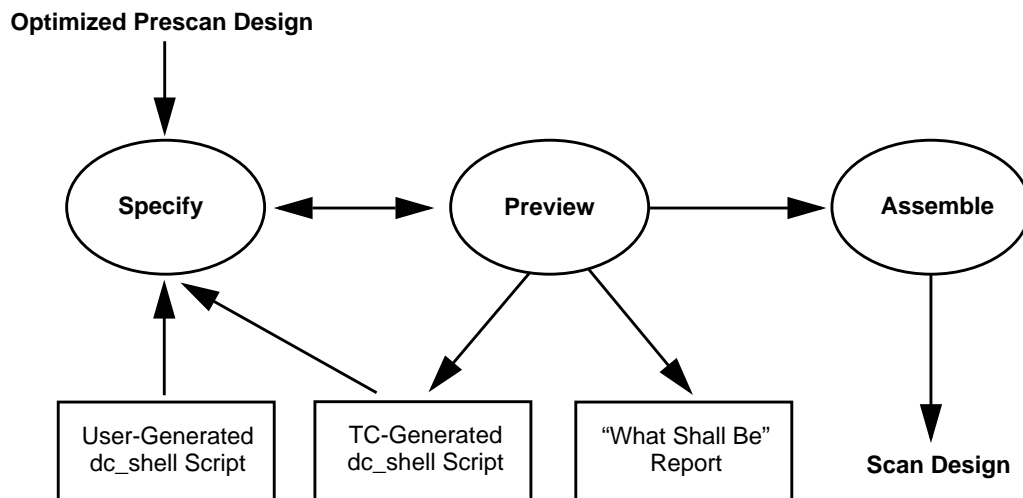 Optimized Prescan Design
Specify
Preview
Assemble
User-Generated
dc_shell Script
TC-Generated
dc_shell Script
“What Shall Be”
Report
Scan Design